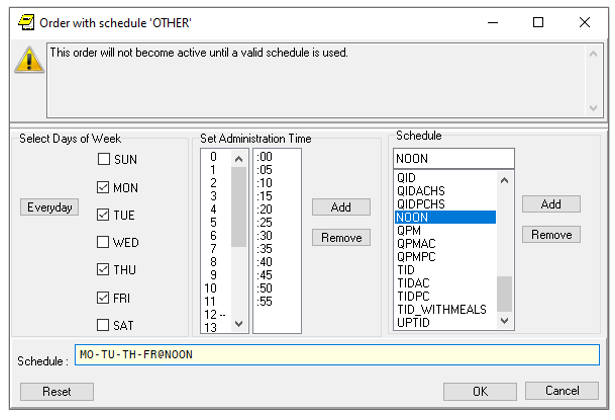 Order with schedule 'OTHER'
This order will not become active until a valid schedule is used.
Select Days of Week
SUN
MON
TUE
WED
THU
FRI
SAT
Everyday
Set Administration Time
0
1
2
3
4
5
6
7
8
9
10
11
12 --
13
:00
:05
:10
:15
:20
:25
:30
:35
:40
:45
:50
:55
Add
Remove
Schedule
NOON
QID
QIDACHS
QIDPCHS
NOON
QPM
QPMAC
QPMPC
TID
TIDAC
TIDPC
TID_WITHMEALS
UPTID
Add
Remove
Schedule : MO-TU-TH-FR@NOON
Reset
OK
Cancel